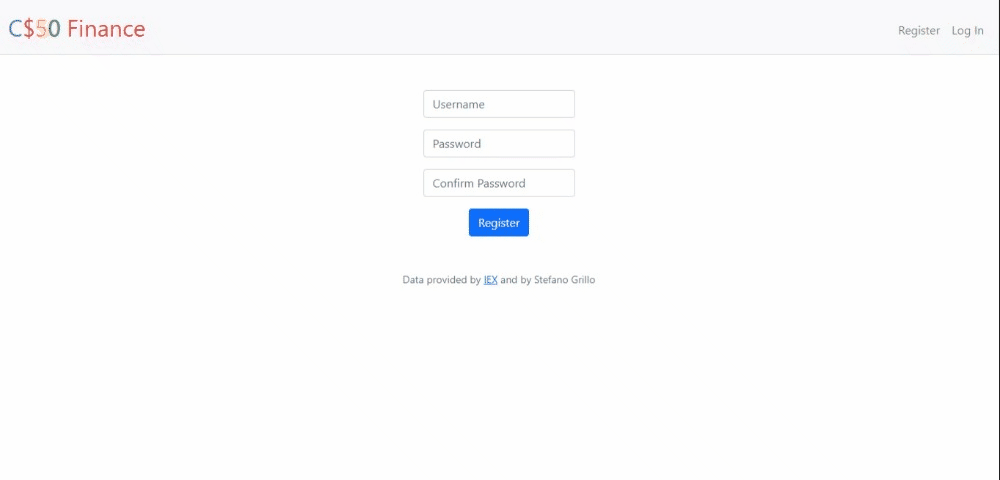 C$50 Finance
Register Log In
Username
Password
Confirm Password
Register
Data provided by IEX and by Stefano Grillo